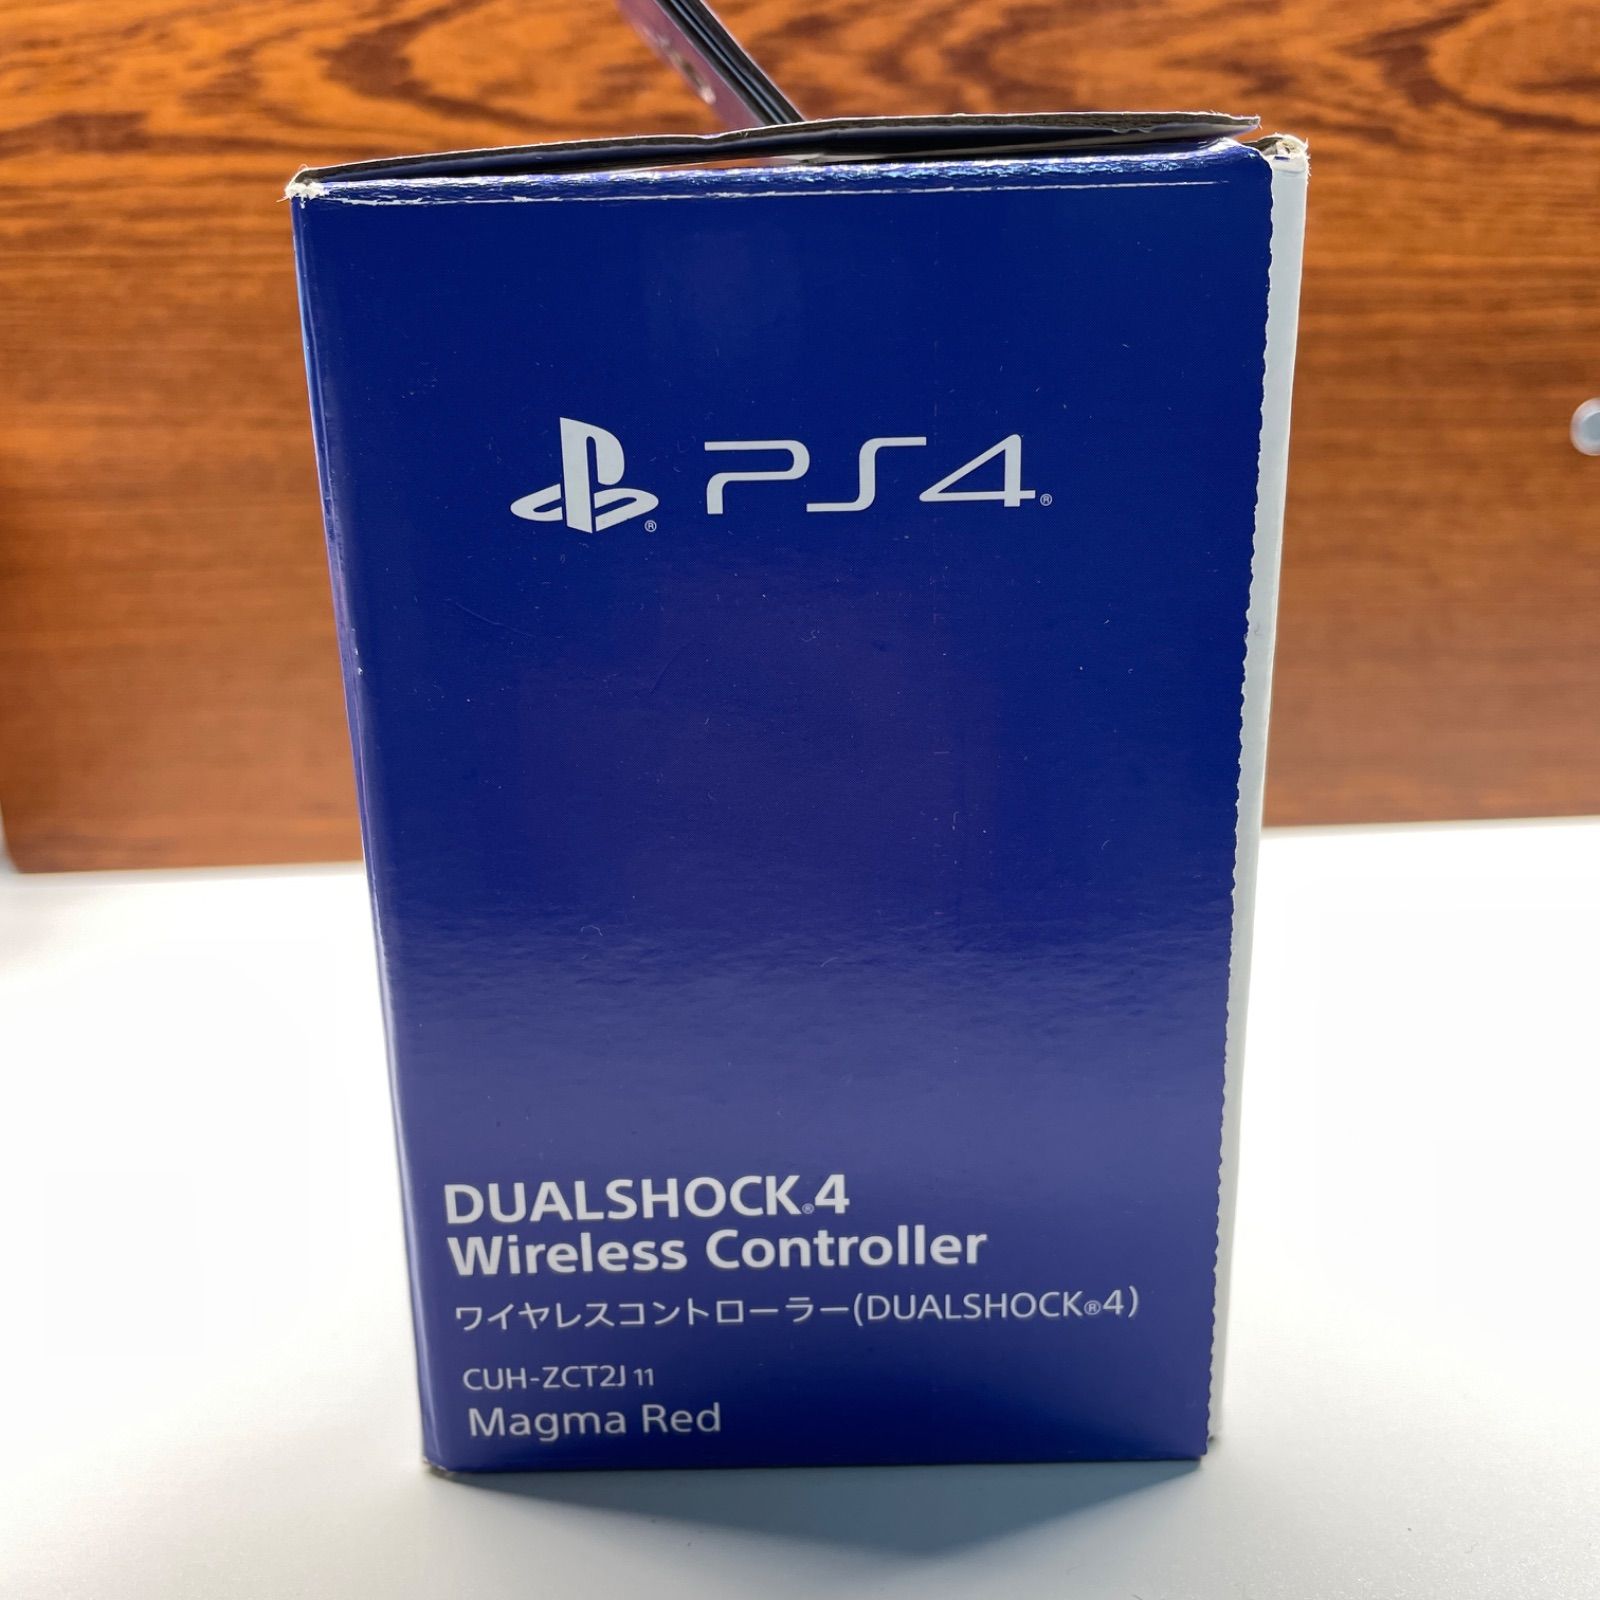 PS4®
DUALSHOCK®4
Wireless Controller
ワイヤレスコントローラー(DUALSHOCK®4)
CUH-ZCT2J 11
Magma Red